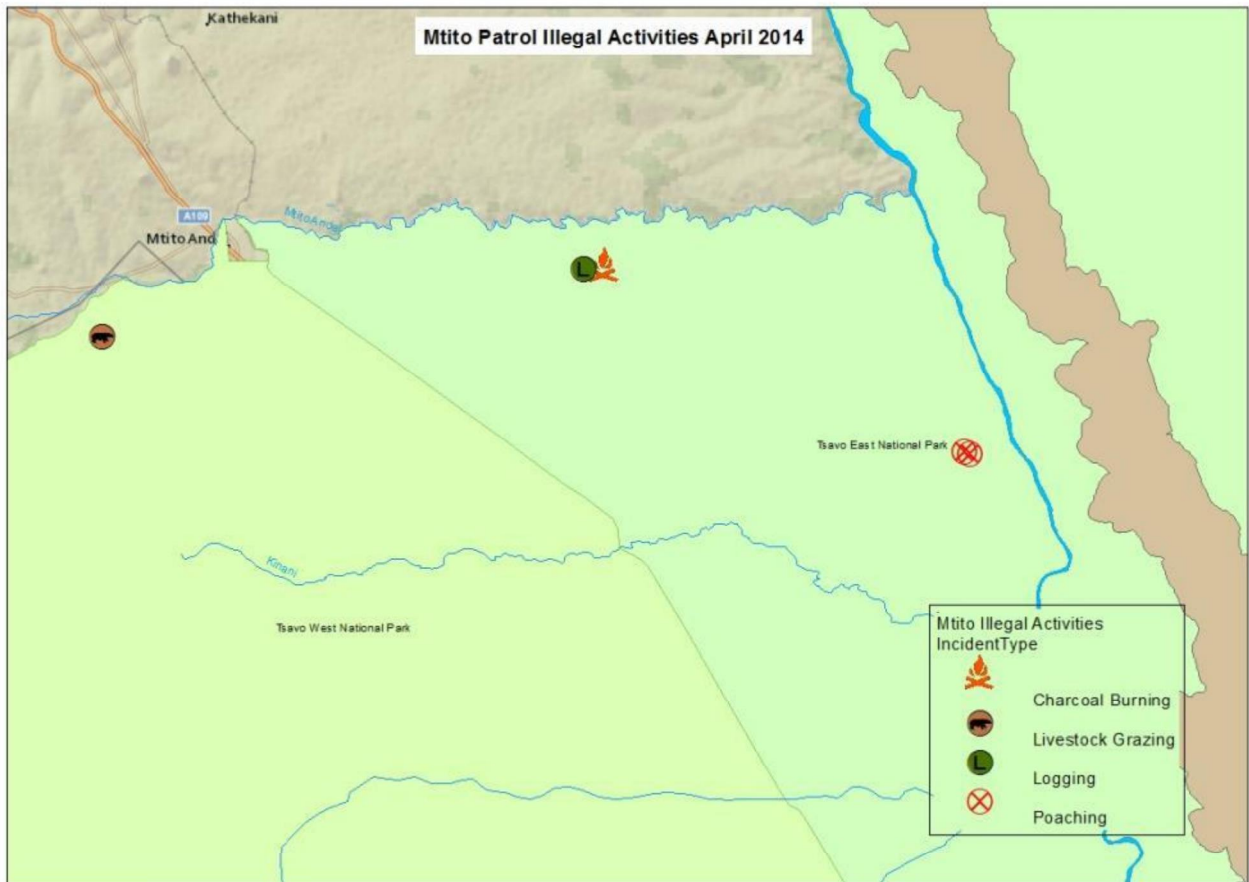 Kathekani
Mtito Patrol Illegal Activities April 2014
A109
MtitoAndei
Mtito And
Tsavo East National Park
Kinani
Tsavo West National Park
Mtito Illegal Activities
IncidentType
Charcoal Burning
Livestock Grazing
L
Logging
Poaching
L